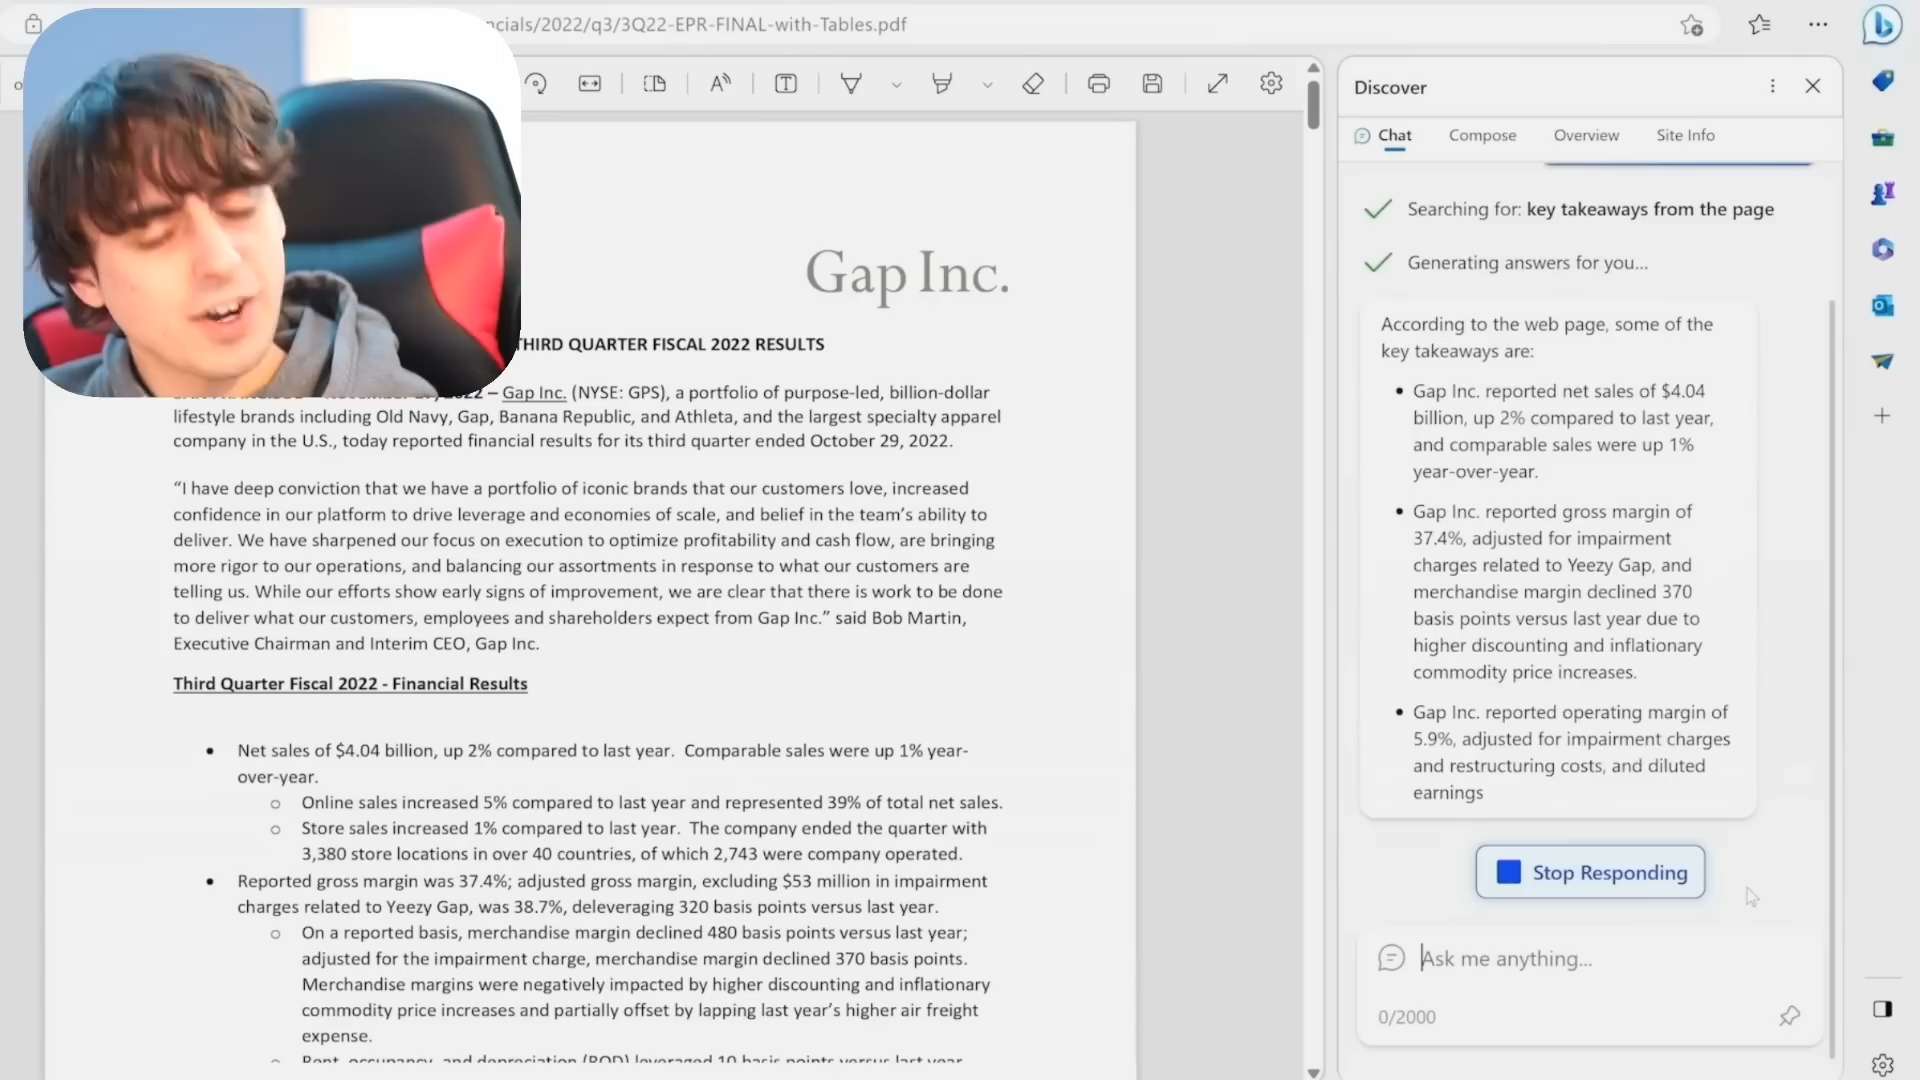 ncials/2022/q3/3Q22-EPR-FINAL-with-Tables.pdf
Gap Inc.
THIRD QUARTER FISCAL 2022 RESULTS
2022 – Gap Inc. (NYSE: GPS), a portfolio of purpose-led, billion-dollar
lifestyle brands including Old Navy, Gap, Banana Republic, and Athleta, and the largest specialty apparel
company in the U.S., today reported financial results for its third quarter ended October 29, 2022.
“I have deep conviction that we have a portfolio of iconic brands that our customers love, increased
confidence in our platform to drive leverage and economies of scale, and belief in the team’s ability to
deliver. We have sharpened our focus on execution to optimize profitability and cash flow, are bringing
more rigor to our operations, and balancing our assortments in response to what our customers are
telling us. While our efforts show early signs of improvement, we are clear that there is work to be done
to deliver what our customers, employees and shareholders expect from Gap Inc.” said Bob Martin,
Executive Chairman and Interim CEO, Gap Inc.
Third Quarter Fiscal 2022 - Financial Results
• Net sales of $4.04 billion, up 2% compared to last year. Comparable sales were up 1% year-
over-year.
o Online sales increased 5% compared to last year and represented 39% of total net sales.
o Store sales increased 1% compared to last year. The company ended the quarter with
3,380 store locations in over 40 countries, of which 2,743 were company operated.
• Reported gross margin was 37.4%; adjusted gross margin, excluding $53 million in impairment
charges related to Yeezy Gap, was 38.7%, deleveraging 320 basis points versus last year.
o On a reported basis, merchandise margin declined 480 basis points versus last year;
adjusted for the impairment charge, merchandise margin declined 370 basis points.
Merchandise margins were negatively impacted by higher discounting and inflationary
commodity price increases and partially offset by lapping last year’s higher air freight
expense.
o Rent, occupancy, and depreciation (ROD) leveraged 10 basis points versus last year
Discover
Chat Compose Overview Site Info
Searching for: key takeaways from the page
Generating answers for you...
According to the web page, some of the
key takeaways are:
• Gap Inc. reported net sales of $4.04
billion, up 2% compared to last year,
and comparable sales were up 1%
year-over-year.
• Gap Inc. reported gross margin of
37.4%, adjusted for impairment
charges related to Yeezy Gap, and
merchandise margin declined 370
basis points versus last year due to
higher discounting and inflationary
commodity price increases.
• Gap Inc. reported operating margin of
5.9%, adjusted for impairment charges
and restructuring costs, and diluted
earnings
Stop Responding
Ask me anything...
0/2000